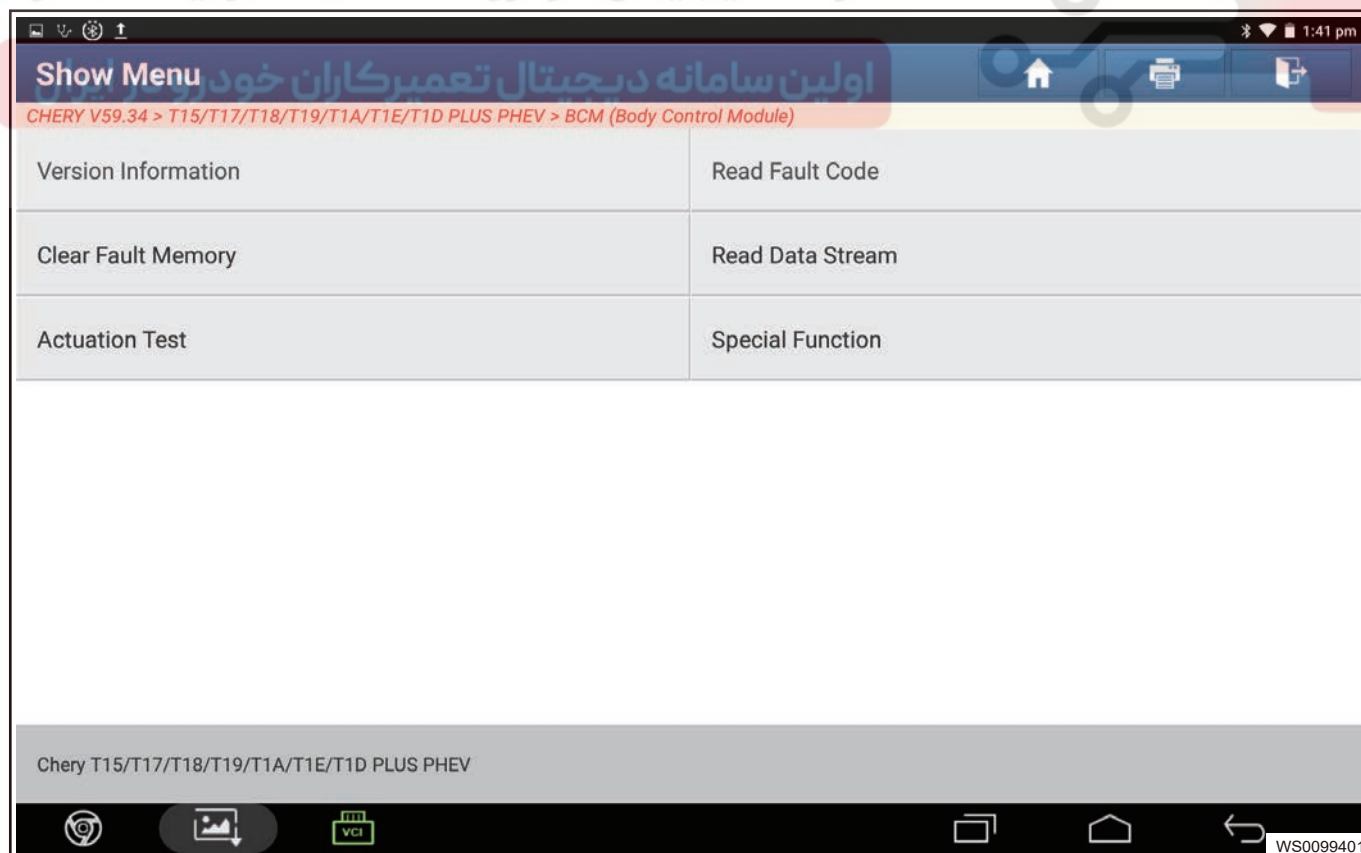 1:41 pm
Show Menu
اولین سامانه دیجیتال تعمیرکاران خودرو در ایران
CHERY V59.34 > T15/T17/T18/T19/T1A/T1E/T1D PLUS PHEV > BCM (Body Control Module)
Version Information
Read Fault Code
Clear Fault Memory
Read Data Stream
Actuation Test
Special Function
Chery T15/T17/T18/T19/T1A/T1E/T1D PLUS PHEV
VCI
WS0099401